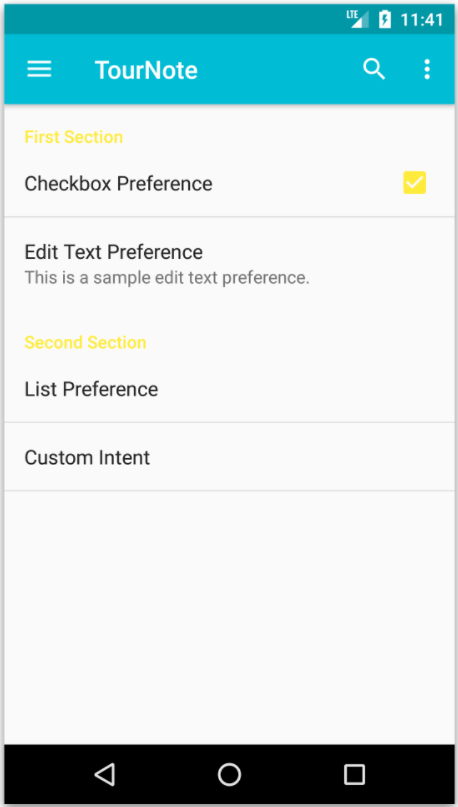 LTE 11:41
TourNote
First Section
Checkbox Preference
Edit Text Preference
This is a sample edit text preference.
Second Section
List Preference
Custom Intent